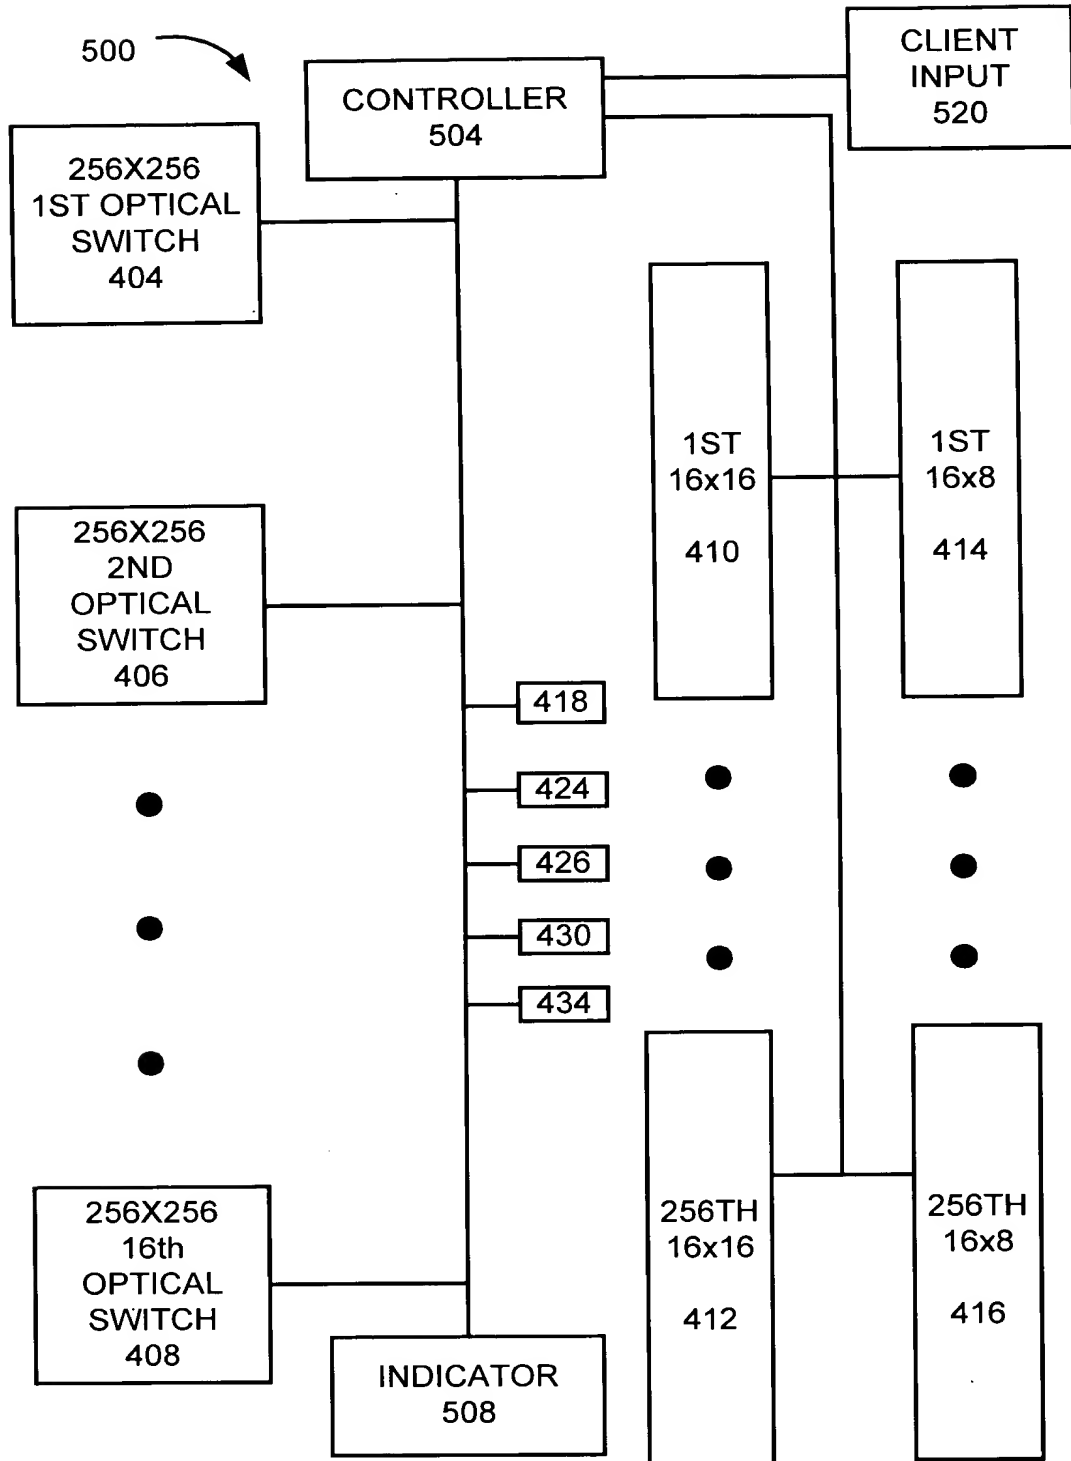 500
CONTROLLER
504
CLIENT
INPUT
520
256X256
1ST OPTICAL
SWITCH
404
1ST
16x16
410
1ST
16x8
414
256X256
2ND
OPTICAL
SWITCH
406
418
424
426
430
434
256X256
16th
OPTICAL
SWITCH
408
256TH
16x16
412
256TH
16x8
416
INDICATOR
508